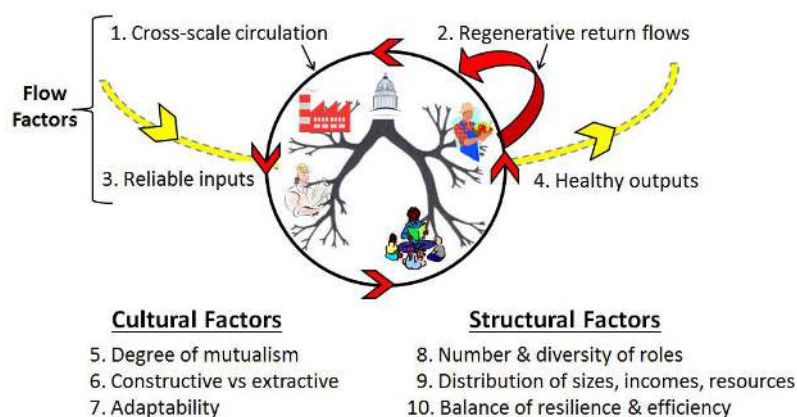 1. Cross-scale circulation
2. Regenerative return flows
Flow
Factors
3. Reliable inputs
4. Healthy outputs
Cultural Factors
5. Degree of mutualism
6. Constructive vs extractive
7. Adaptability
Structural Factors
8. Number & diversity of roles
9. Distribution of sizes, incomes, resources
10. Balance of resilience & efficiency